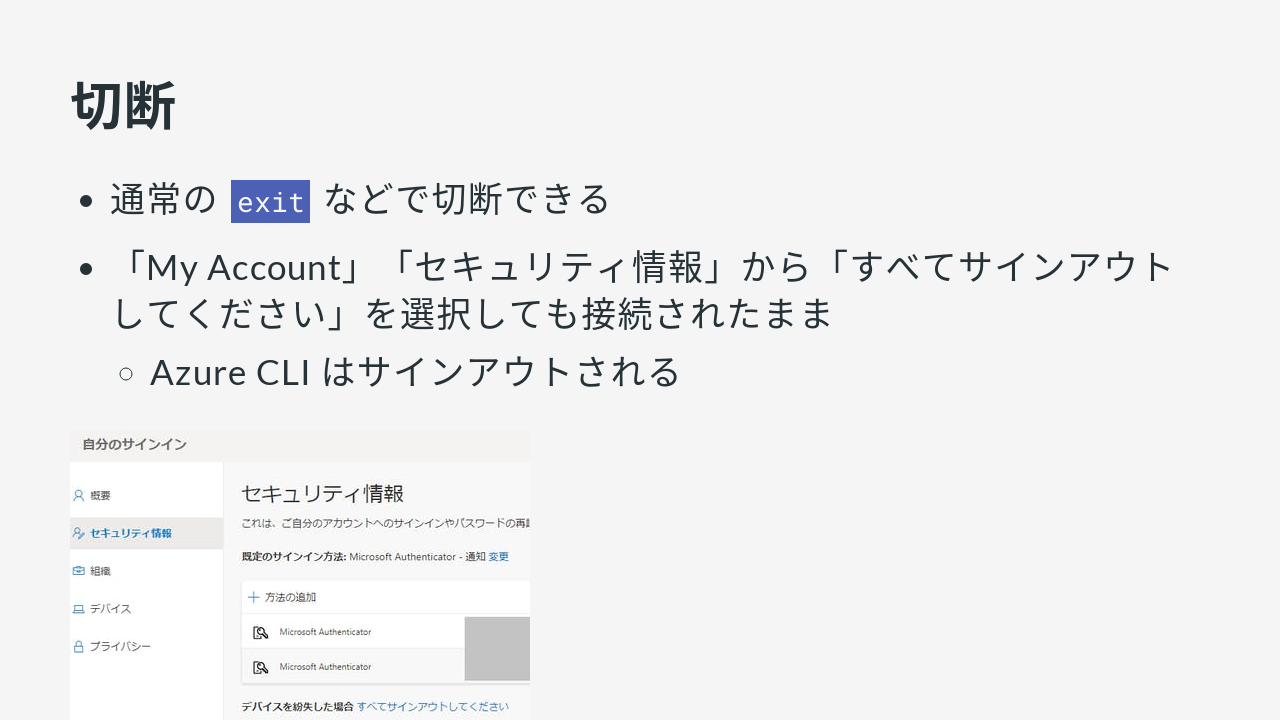 切断
通常の exit などで切断できる
「My Account」「セキュリティ情報」から「すべてサインアウト
してください」を選択しても接続されたまま
Azure CLI はサインアウトされる
自分のサインイン
概要
セキュリティ情報
組織
デバイス
プライバシー
セキュリティ情報
これは、ご自分のアカウントへのサインインやパスワードの再
既定のサインイン方法: Microsoft Authenticator - 通知 変更
方法の追加
Microsoft Authenticator
Microsoft Authenticator
デバイスを紛失した場合 すべてサインアウトしてください